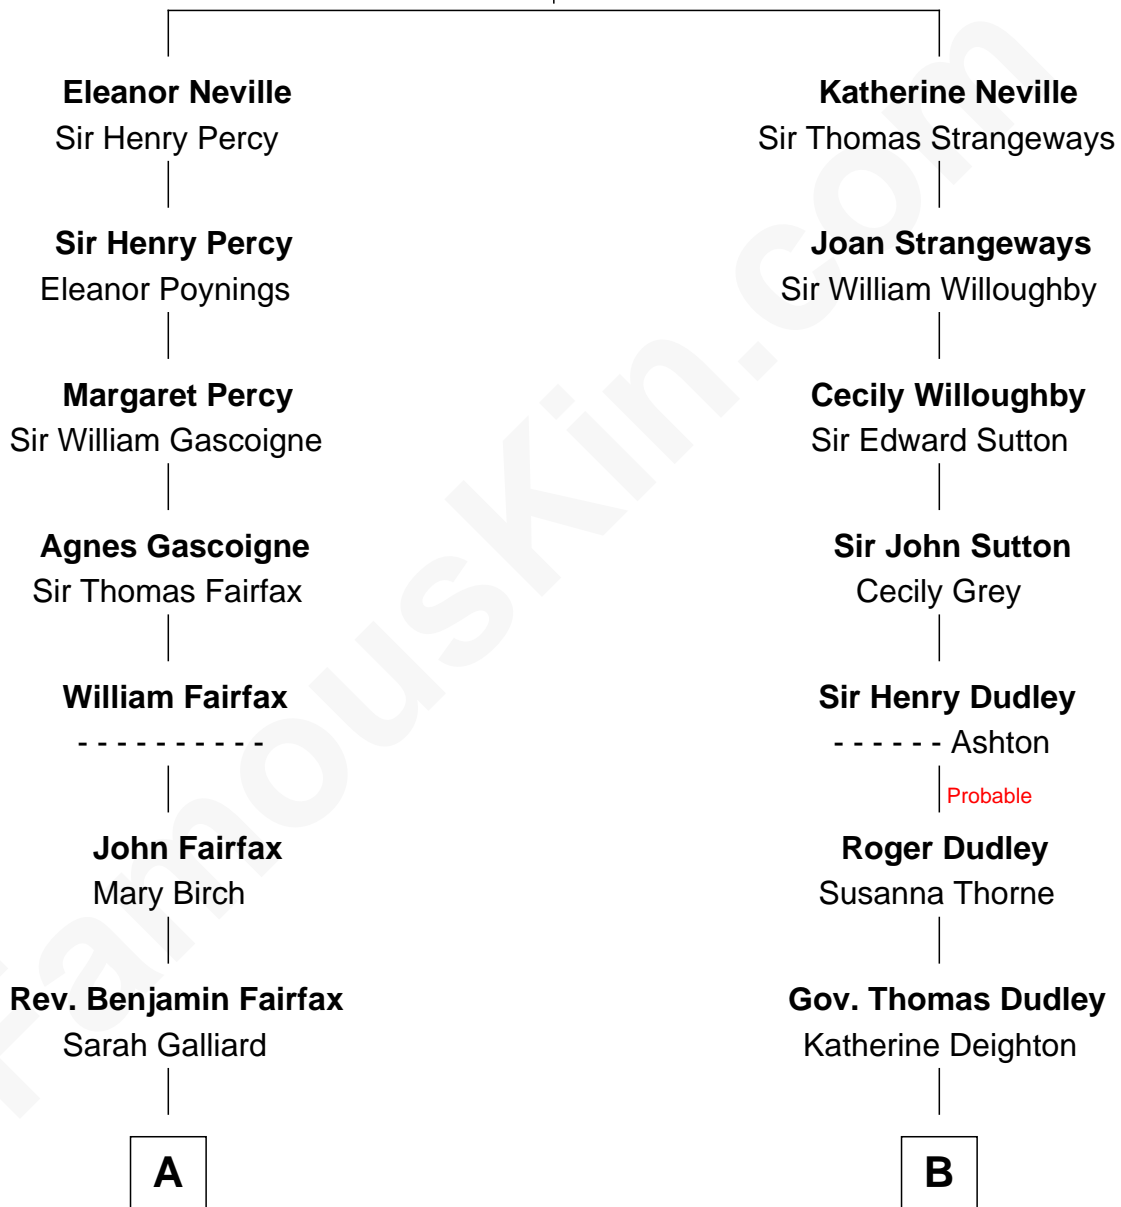 Eleanor Neville
Sir Henry Percy
Sir Henry Percy
Eleanor Poynings
Margaret Percy
Sir William Gascoigne
Agnes Gascoigne
Sir Thomas Fairfax
William Fairfax
- - - - - - - - - -
John Fairfax
Mary Birch
Rev. Benjamin Fairfax
Sarah Galliard
A
Katherine Neville
Sir Thomas Strangeways
Joan Strangeways
Sir William Willoughby
Cecily Willoughby
Sir Edward Sutton
Sir John Sutton
Cecily Grey
Sir Henry Dudley
- - - - - - Ashton
Probable
Roger Dudley
Susanna Thorne
Gov. Thomas Dudley
Katherine Deighton
B
FamousKin.com